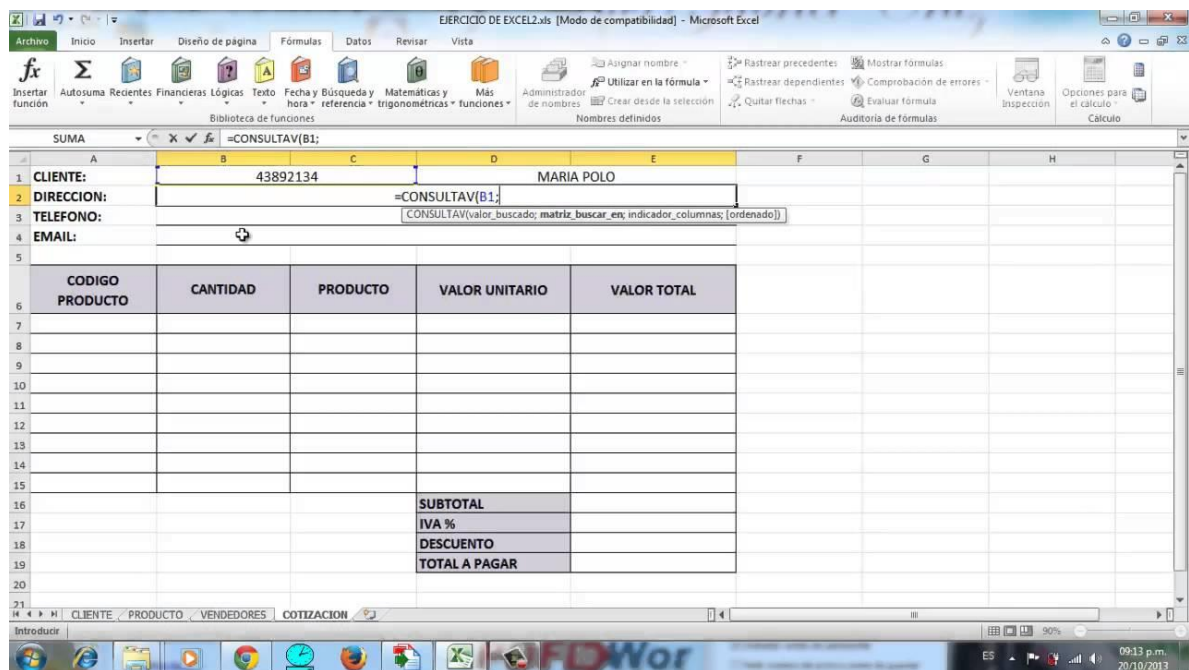 EJERCICIO DE EXCEL2.xls [Modo de compatibilidad] - Microsoft Excel
Archivo Inicio Insertar Diseño de página Fórmulas Datos Revisar Vista
Insertar función
Autosuma
Recientes
Financieras
Lógicas
Texto
Fecha y hora
Búsqueda y referencia
Matemáticas y trigonométricas
Más funciones
Biblioteca de funciones
Administrador de nombres
Asignar nombre
Utilizar en la fórmula
Crear desde la selección
Nombres definidos
Rastrear precedentes
Rastrear dependientes
Quitar flechas
Mostrar fórmulas
Comprobación de errores
Evaluar fórmula
Auditoría de fórmulas
Ventana Inspección
Opciones para el cálculo
Cálculo
SUMA fx =CONSULTAV(B1;
A B C D E F G H
1 CLIENTE: 43892134 MARIA POLO
2 DIRECCION: =CONSULTAV(B1;
3 TELEFONO: CONSULTAV(valor_buscado; matriz_buscar_en; indicador_columnas; [ordenado])
4 EMAIL:
5
6 CODIGO PRODUCTO CANTIDAD PRODUCTO VALOR UNITARIO VALOR TOTAL
7
8
9
10
11
12
13
14
15
16 SUBTOTAL
17 IVA %
18 DESCUENTO
19 TOTAL A PAGAR
20
21
CLIENTE PRODUCTO VENDEDORES COTIZACION
Introducir 90%
FDWor
ES 09:13 p.m.
20/10/2013